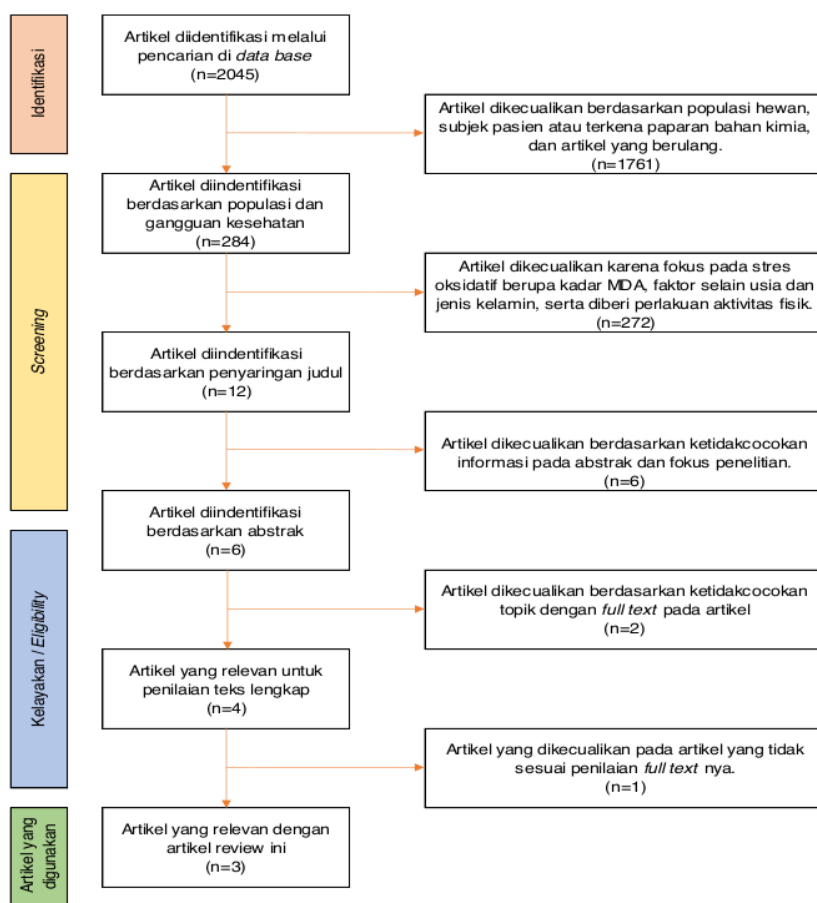 Identifikasi
Artikel diidentifikasi melalui
pencarian di data base
(n=2045)
Artikel dikecualikan berdasarkan populasi hewan,
subjek pasien atau terkena paparan bahan kimia,
dan artikel yang berulang.
(n=1761)
Screening
Artikel diindentifikasi
berdasarkan populasi dan
gangguan kesehatan
(n=284)
Artikel dikecualikan karena fokus pada stres
oksidatif berupa kadar MDA, faktor selain usia dan
jenis kelamin, serta diberi perlakuan aktivitas fisik.
(n=272)
Artikel diindentifikasi
berdasarkan penyaringan judul
(n=12)
Artikel dikecualikan berdasarkan ketidakcocokan
informasi pada abstrak dan fokus penelitian.
(n=6)
Artikel diindentifikasi
berdasarkan abstrak
(n=6)
Kelayakan / Eligibility
Artikel dikecualikan berdasarkan ketidakcocokan
topik dengan full text pada artikel
(n=2)
Artikel yang relevan untuk
penilaian teks lengkap
(n=4)
Artikel yang dikecualikan pada artikel yang tidak
sesuai penilaian full text nya.
(n=1)
Artikel yang
digunakan
Artikel yang relevan dengan
artikel review ini
(n=3)